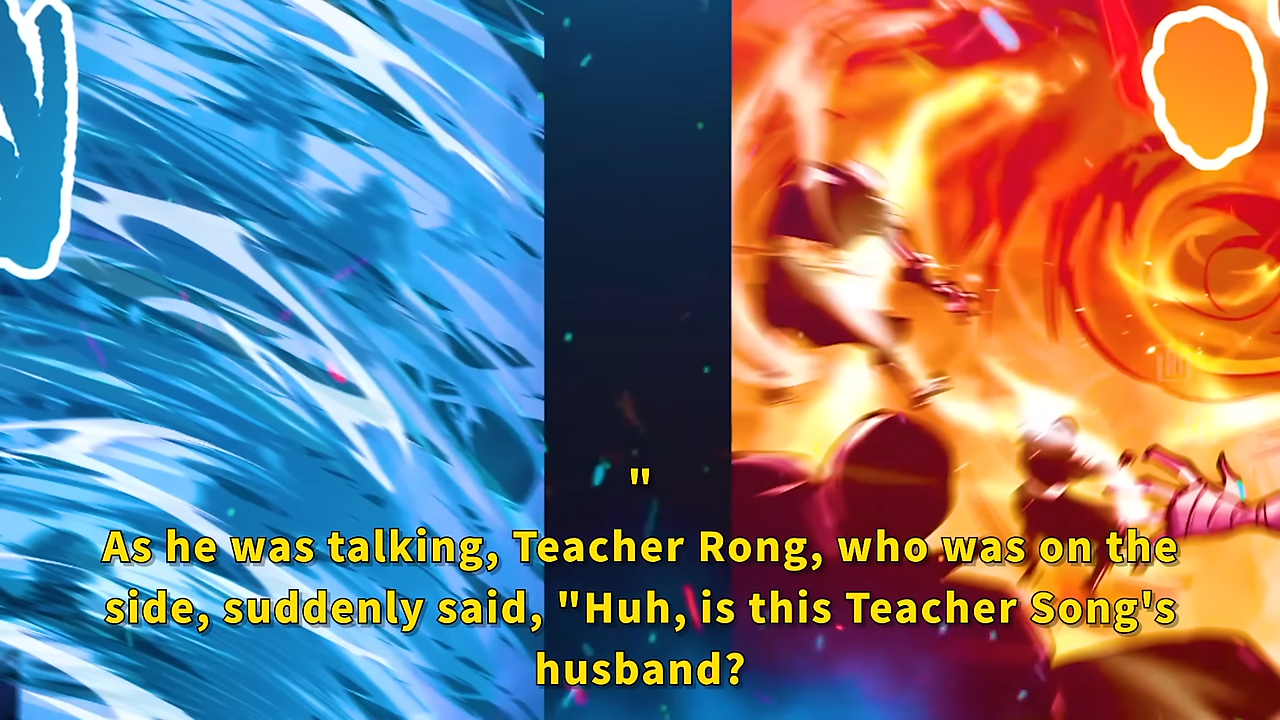 "
As he was talking, Teacher Rong, who was on the
side, suddenly said, "Huh, is this Teacher Song's
husband?